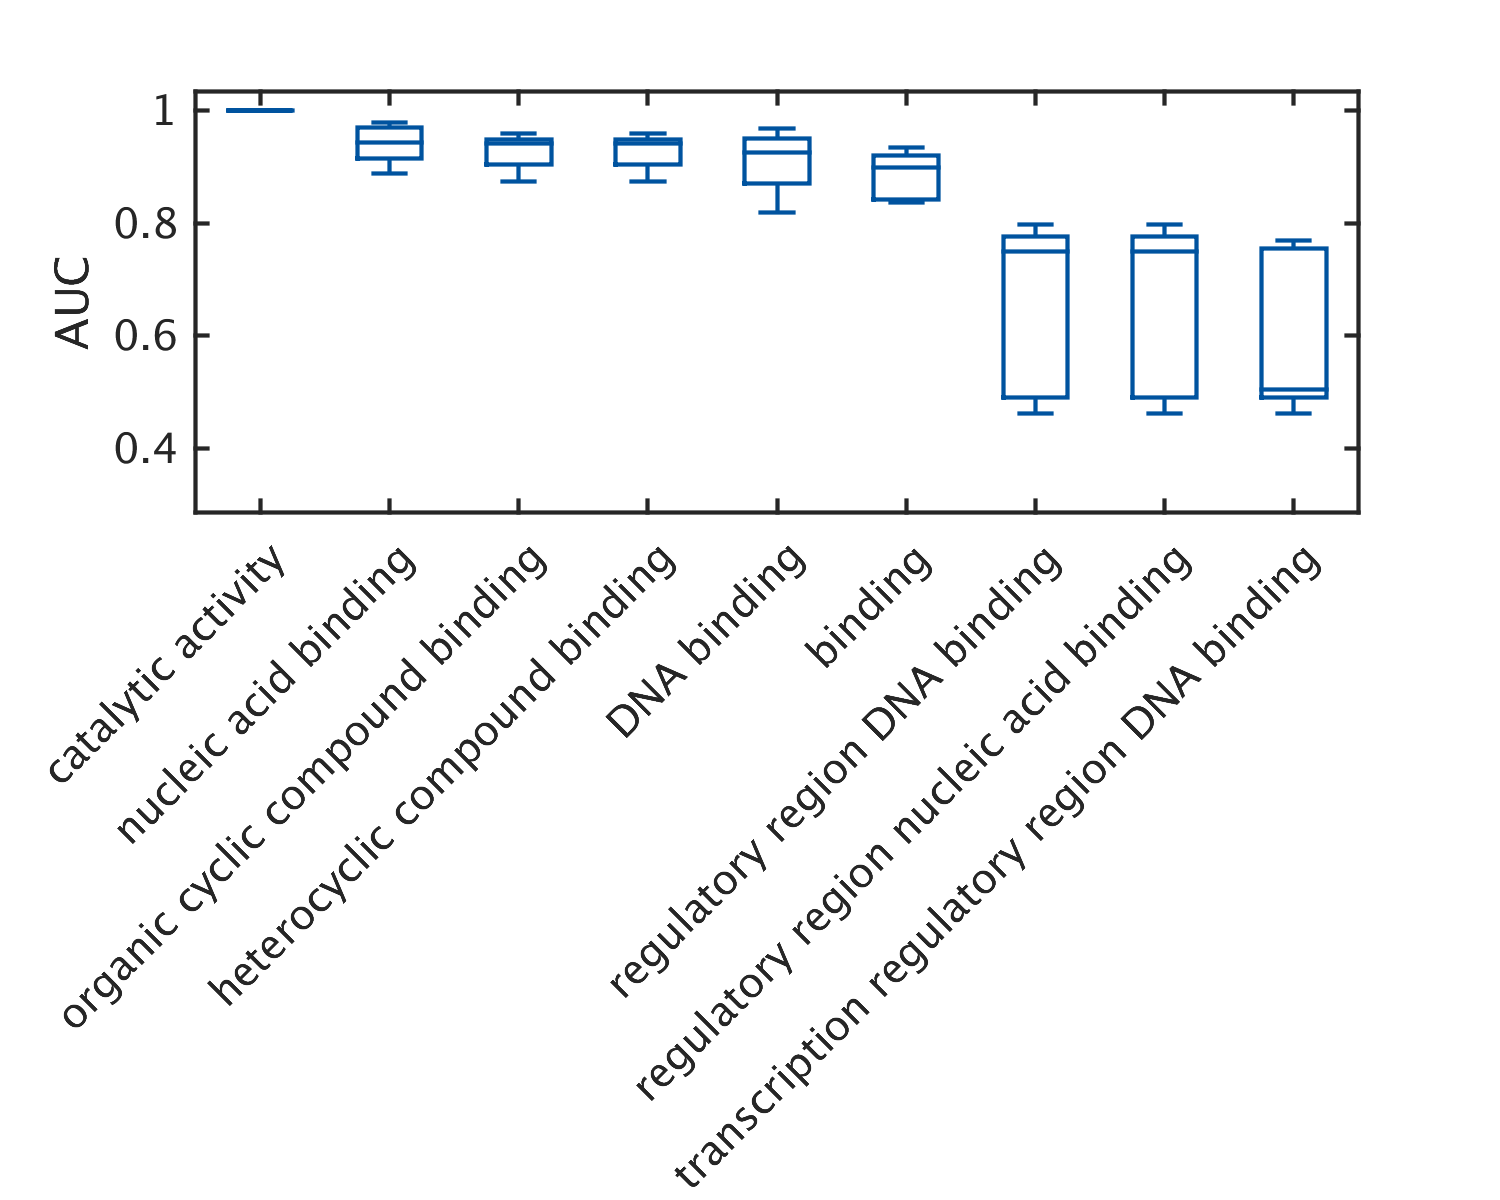 1
0.8
0.6
0.4
AUC
catalytic activity
nucleic acid binding
organic cyclic compound binding
heterocyclic compound binding
DNA binding
binding
regulatory region DNA binding
regulatory region nucleic acid binding
transcription regulatory region DNA binding